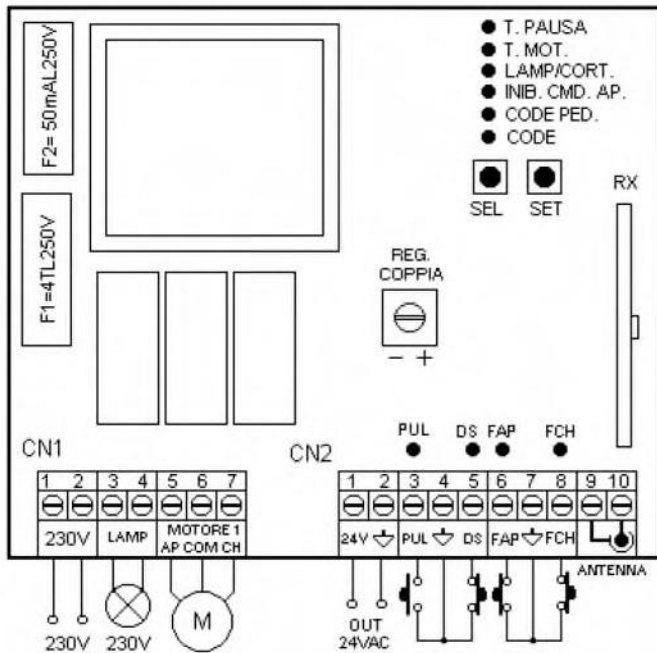 F2= 50mAL250V
F1=4TL250V
T. PAUSA
T. MOT.
LAMP/CORT.
INIB. CMD. AP.
CODE PED.
CODE
SEL SET
RX
REG.
COPPIA
- +
PUL DS FAP FCH
CN1
CN2
1 2 3 4 5 6 7
230V LAMP MOTORE 1
AP COM CH
1 2 3 4 5 6 7 8 9 10
24V PUL DS FAP FCH
ANTENNA
M
230V 230V
OUT
24VAC